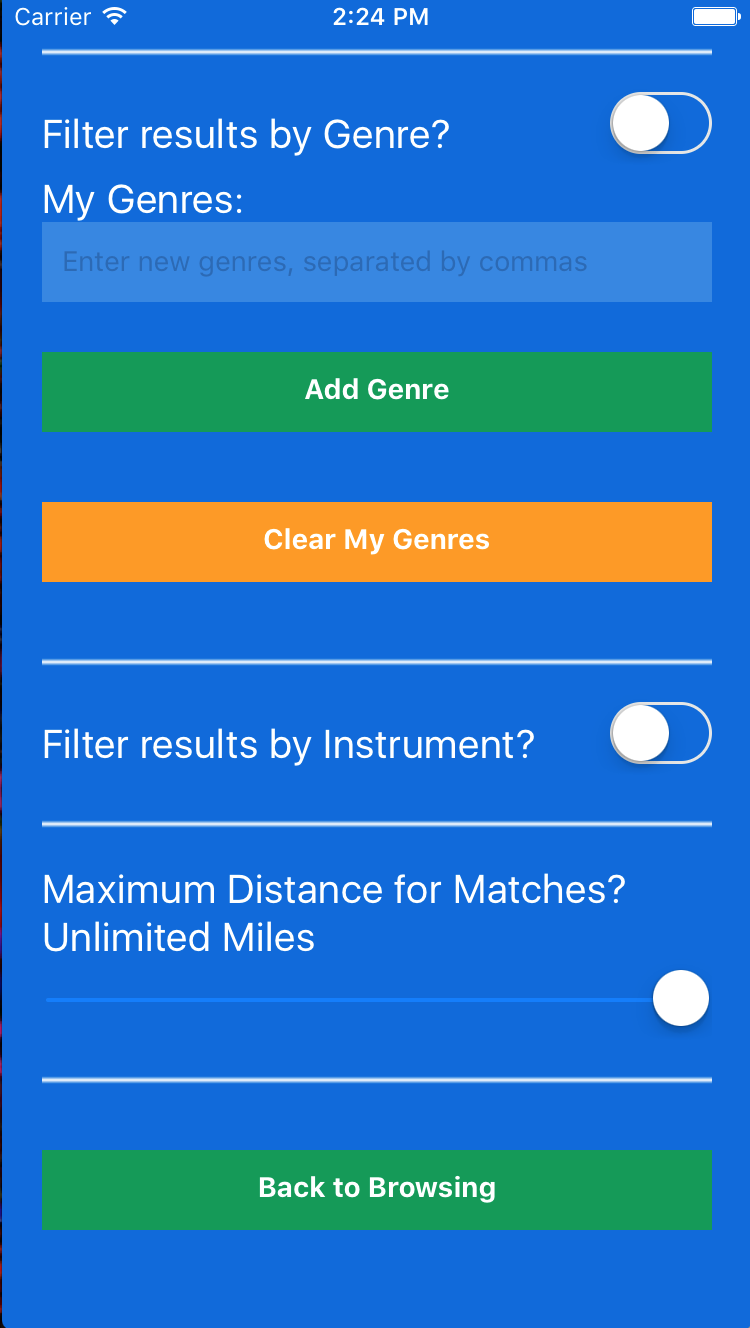 Carrier 2:24 PM
Filter results by Genre?
My Genres:
Enter new genres, separated by commas
Add Genre
Clear My Genres
Filter results by Instrument?
Maximum Distance for Matches?
Unlimited Miles
Back to Browsing